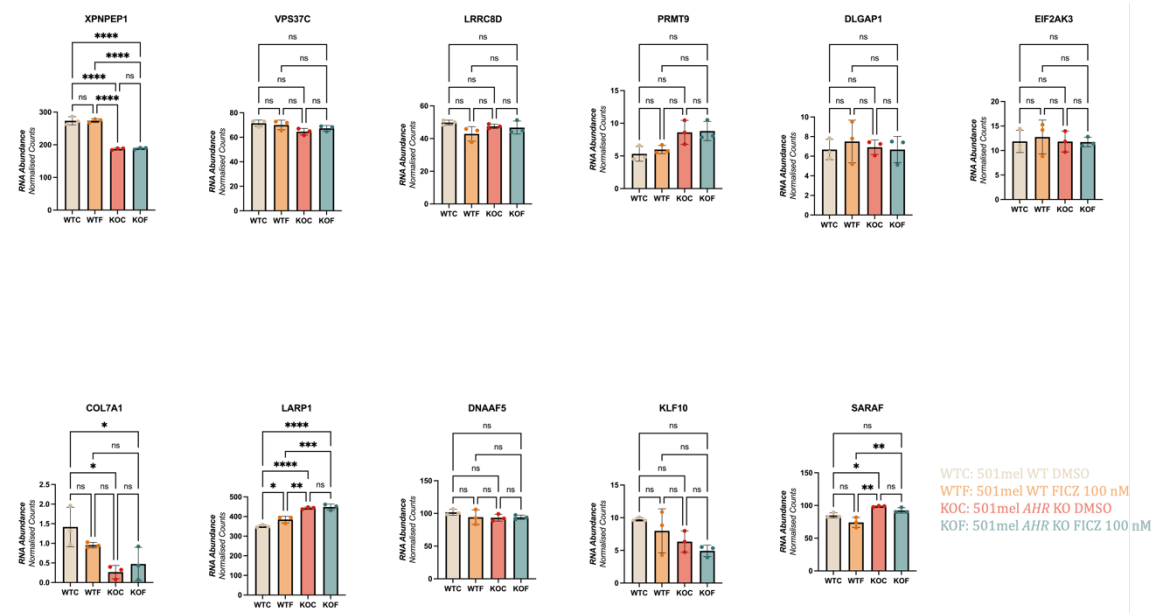 XPNPEP1
****
****
****
ns
ns
****
300
200
100
0
RNA Abundance
Normalised Counts
WTC WTF KOC KOF
VPS37C
ns
ns
ns
ns
ns
ns
80
60
40
20
0
RNA Abundance
Normalised Counts
WTC WTF KOC KOF
LRRC8D
ns
ns
ns
ns
ns
ns
60
40
20
0
RNA Abundance
Normalised Counts
WTC WTF KOC KOF
PRMT9
ns
ns
ns
ns
ns
ns
15
10
5
0
RNA Abundance
Normalised Counts
WTC WTF KOC KOF
DLGAP1
ns
ns
ns
ns
ns
ns
10
8
6
4
2
0
RNA Abundance
Normalised Counts
WTC WTF KOC KOF
EIF2AK3
ns
ns
ns
ns
ns
ns
20
15
10
5
0
RNA Abundance
Normalised Counts
WTC WTF KOC KOF
COL7A1
*
ns
*
ns
ns
ns
2.5
2.0
1.5
1.0
0.5
0.0
RNA Abundance
Normalised Counts
WTC WTF KOC KOF
LARP1
****
***
****
*
**
ns
500
400
300
200
100
0
RNA Abundance
Normalised Counts
WTC WTF KOC KOF
DNAAF5
ns
ns
ns
ns
ns
ns
150
100
50
0
RNA Abundance
Normalised Counts
WTC WTF KOC KOF
KLF10
ns
ns
ns
ns
ns
ns
15
10
5
0
RNA Abundance
Normalised Counts
WTC WTF KOC KOF
SARAF
ns
**
*
ns
**
ns
150
100
50
0
RNA Abundance
Normalised Counts
WTC WTF KOC KOF
WTC: 501mel WT DMSO
WTF: 501mel WT FICZ 100 nM
KOC: 501mel AHR KO DMSO
KOF: 501mel AHR KO FICZ 100 nM